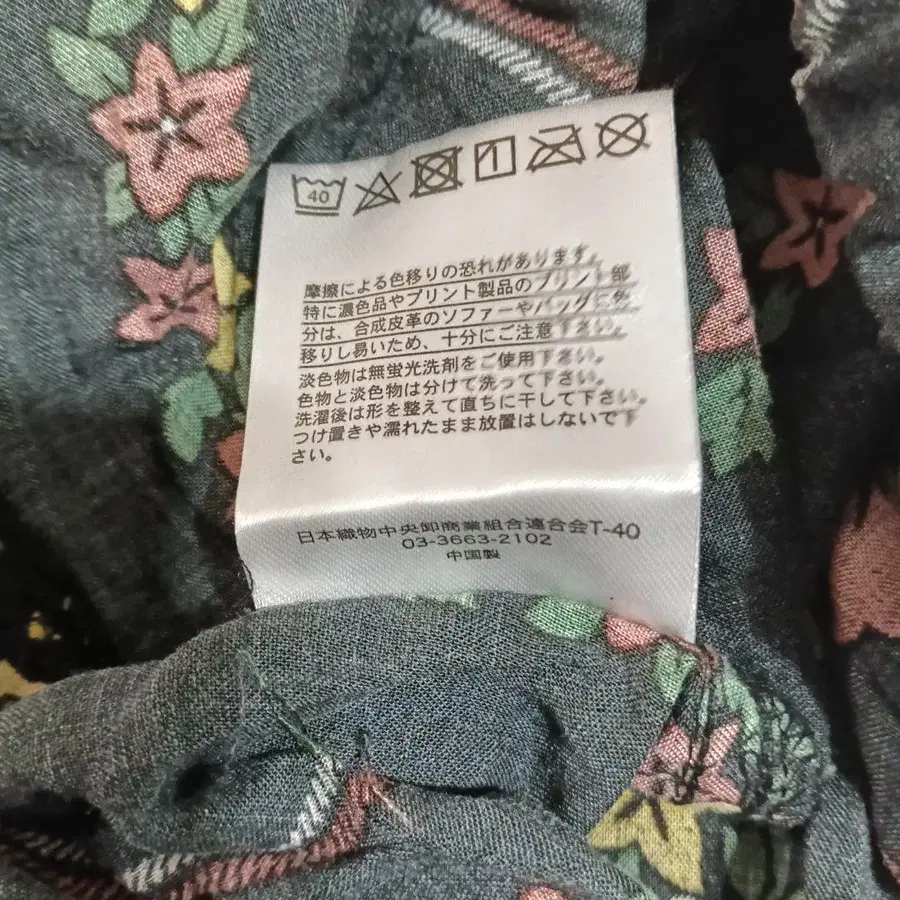 40
摩擦による色移りの恐れがあります。
特に濃色品やプリント製品のプリント部
分は、合成皮革のソファーやバッグに色
移りし易いため、十分にご注意下さい。
淡色物は無蛍光洗剤をご使用下さい。
色物と淡色物は分けて洗って下さい。
洗濯後は形を整えて直ちに干して下さい。
つけ置きや濡れたまま放置はしないで下
さい。
日本織物中央卸商業組合連合会T-40
03-3663-2102
中国製